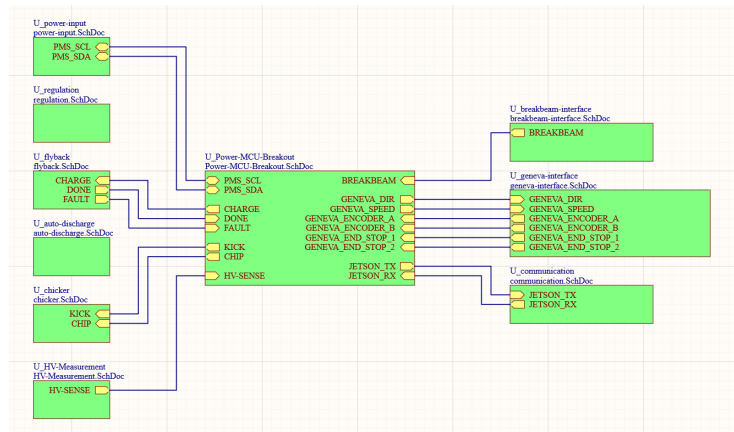 U_power-input
power-input.SchDoc
PMS_SCL
PMS_SDA
U_regulation
regulation.SchDoc
U_flyback
flyback.SchDoc
CHARGE
DONE
FAULT
U_auto-discharge
auto-discharge.SchDoc
U_chicker
chicker.SchDoc
KICK
CHIP
U_HV-Measurement
HV-Measurement.SchDoc
HV-SENSE
U_Power-MCU-Breakout
Power-MCU-Breakout.SchDoc
PMS_SCL
PMS_SDA
CHARGE
DONE
FAULT
KICK
CHIP
HV-SENSE
BREAKBEAM
GENEVA_DIR
GENEVA_SPEED
GENEVA_ENCODER_A
GENEVA_ENCODER_B
GENEVA_END_STOP_1
GENEVA_END_STOP_2
JETSON_TX
JETSON_RX
U_breakbeam-interface
breakbeam-interface.SchDoc
BREAKBEAM
U_geneva-interface
geneva-interface.SchDoc
GENEVA_DIR
GENEVA_SPEED
GENEVA_ENCODER_A
GENEVA_ENCODER_B
GENEVA_END_STOP_1
GENEVA_END_STOP_2
U_communication
communication.SchDoc
JETSON_TX
JETSON_RX